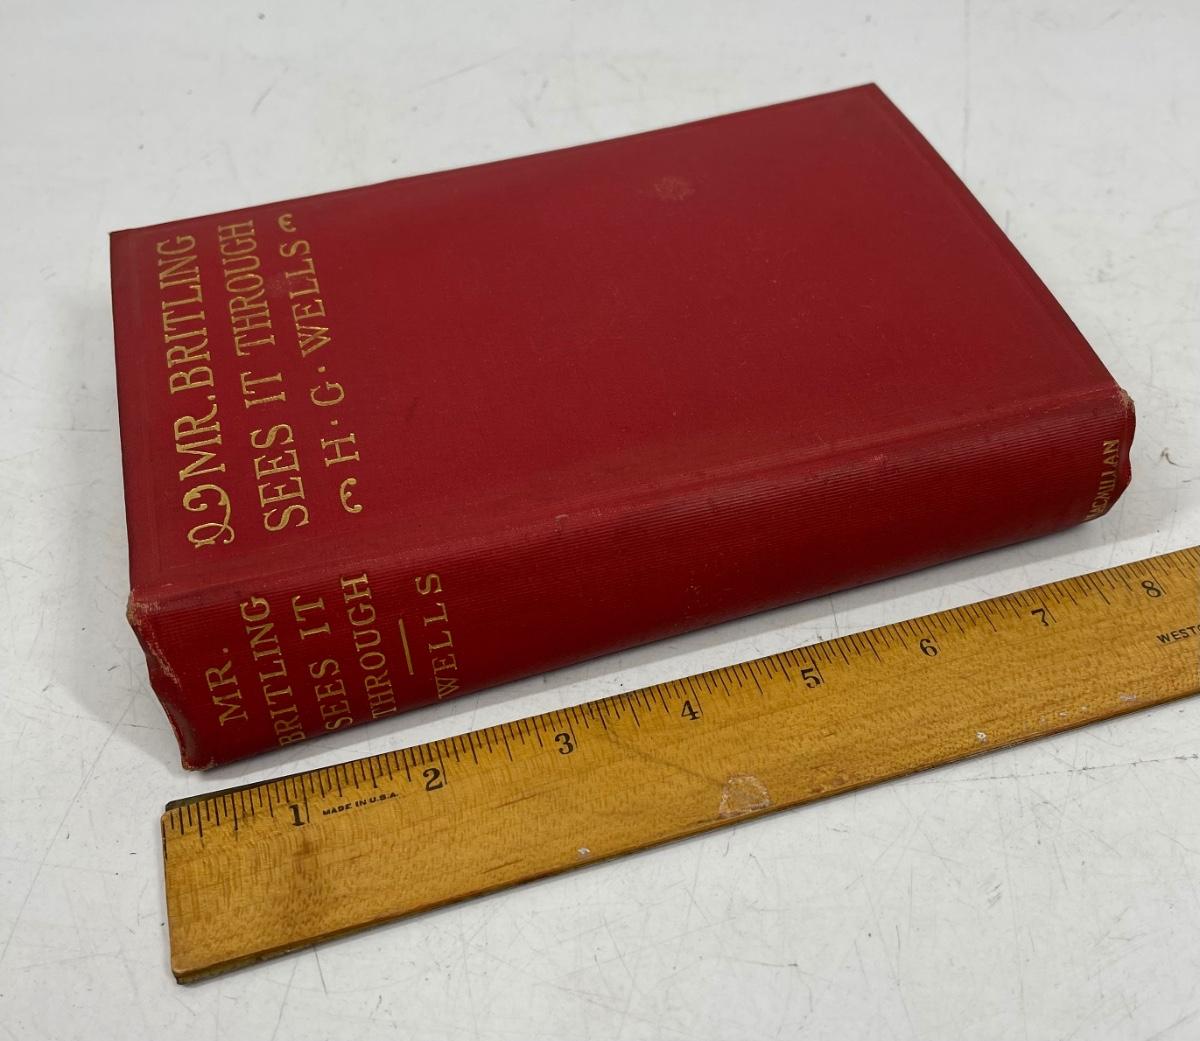 MR. BRITLING
SEES IT THROUGH
H · G · WELLS
MR.
BRITLING
SEES IT
THROUGH
WELLS
MACMILLAN
1 2 3 4 5 6 7 8
MADE IN U.S.A.